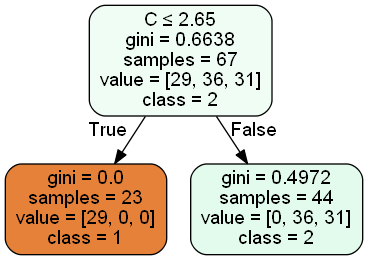 C ≤ 2.65
gini = 0.6638
samples = 67
value = [29, 36, 31]
class = 2
True
False
gini = 0.0
samples = 23
value = [29, 0, 0]
class = 1
gini = 0.4972
samples = 44
value = [0, 36, 31]
class = 2